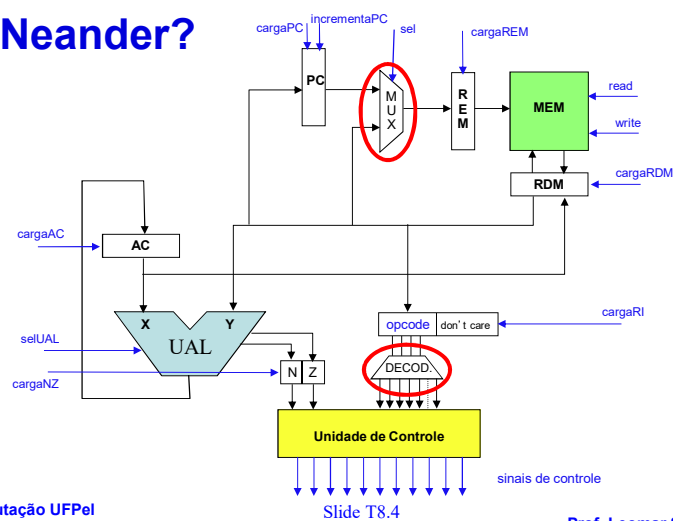 Neander?
cargaPC
incrementaPC
sel
cargaREM
PC
M
U
X
R
E
M
MEM
read
write
RDM
cargaRDM
cargaAC
AC
X
Y
UAL
selUAL
cargaNZ
N
Z
opcode
don' t care
cargaRI
DECOD.
Unidade de Controle
sinais de controle
utação UFPel
Slide T8.4